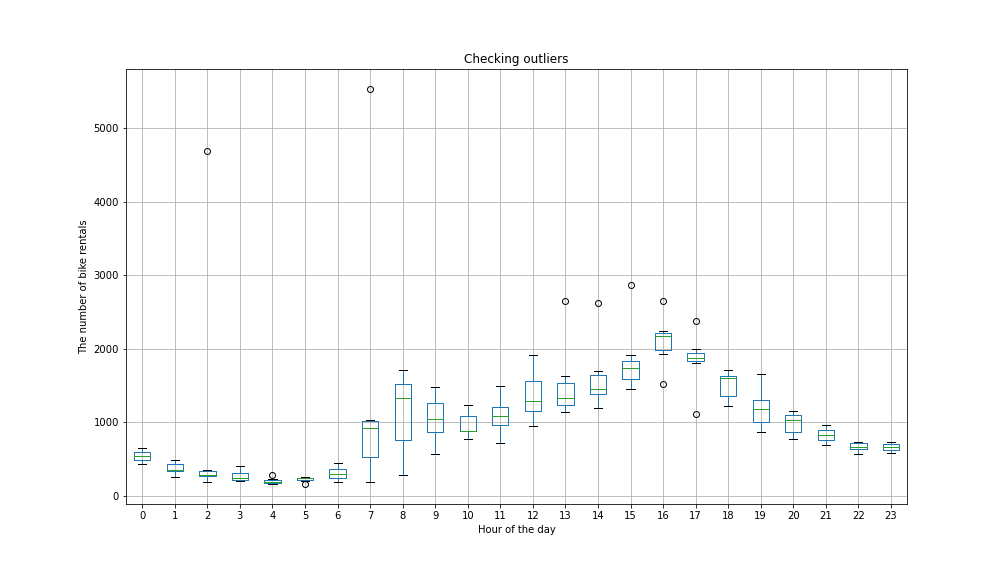 Checking outliers
The number of bike rentals
5000
4000
3000
2000
1000
0
0 1 2 3 4 5 6 7 8 9 10 11 12 13 14 15 16 17 18 19 20 21 22 23
Hour of the day